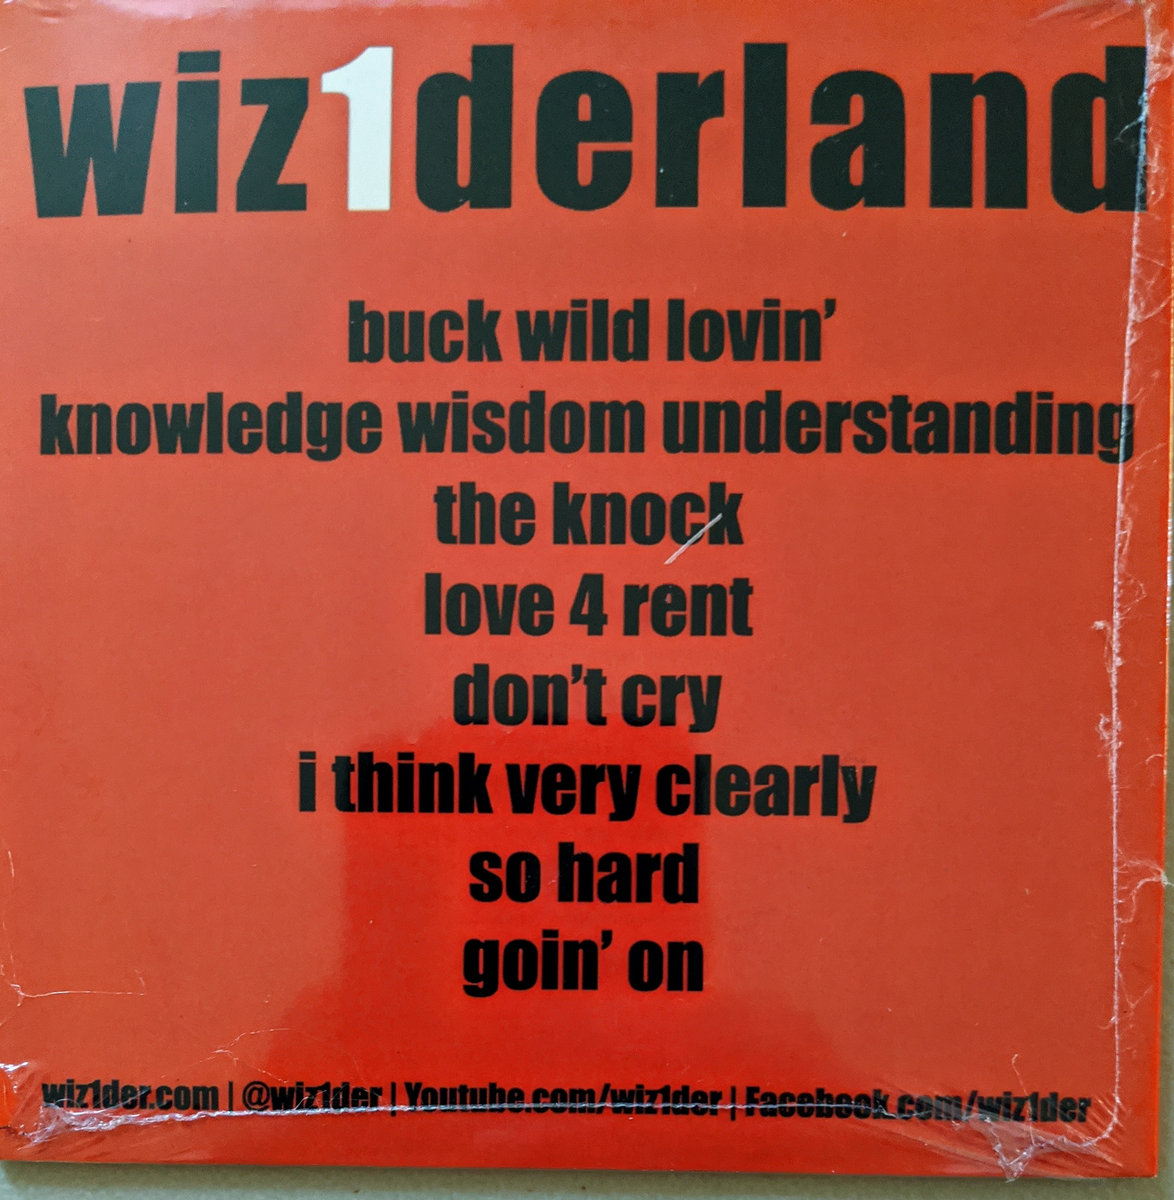 wiz1derland
buck wild lovin’
knowledge wisdom understanding
the knock
love 4 rent
don’t cry
i think very clearly
so hard
goin’ on
wiz1der.com | @wiz1der | Youtube.com/wiz1der | Facebook.com/wiz1der